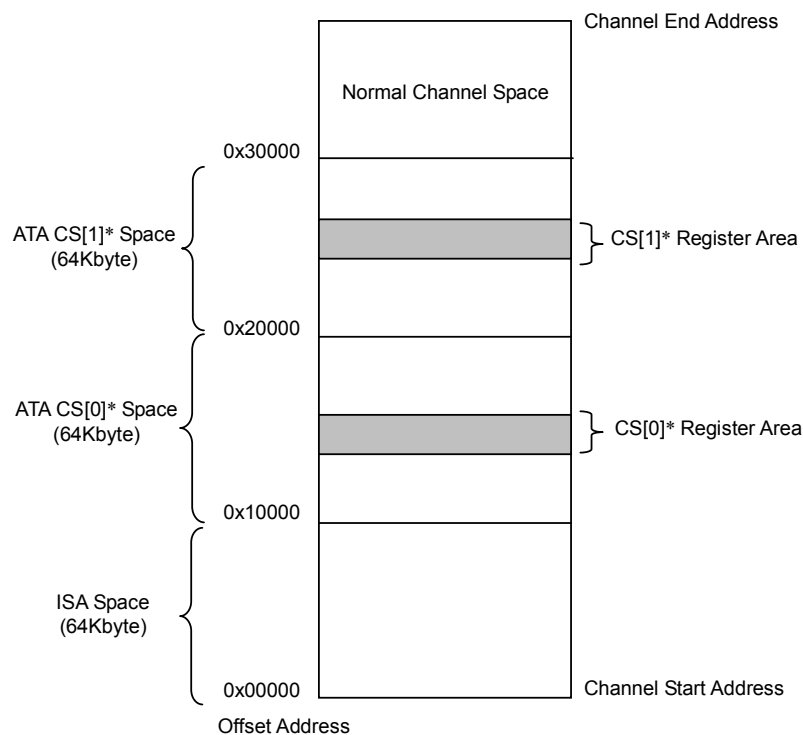 Channel End Address
Normal Channel Space
0x30000
ATA CS[1]* Space
(64Kbyte)
CS[1]* Register Area
0x20000
ATA CS[0]* Space
(64Kbyte)
CS[0]* Register Area
0x10000
ISA Space
(64Kbyte)
0x00000
Channel Start Address
Offset Address